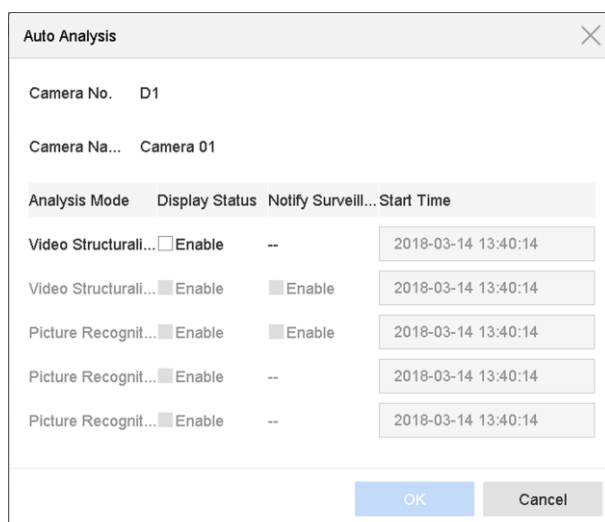 Auto Analysis
Camera No. D1
Camera Na... Camera 01
Analysis Mode Display Status Notify Surveill... Start Time
Video Structurali... Enable -- 2018-03-14 13:40:14
Video Structurali... Enable Enable 2018-03-14 13:40:14
Picture Recognit... Enable Enable 2018-03-14 13:40:14
Picture Recognit... Enable -- 2018-03-14 13:40:14
Picture Recognit... Enable -- 2018-03-14 13:40:14
OK Cancel